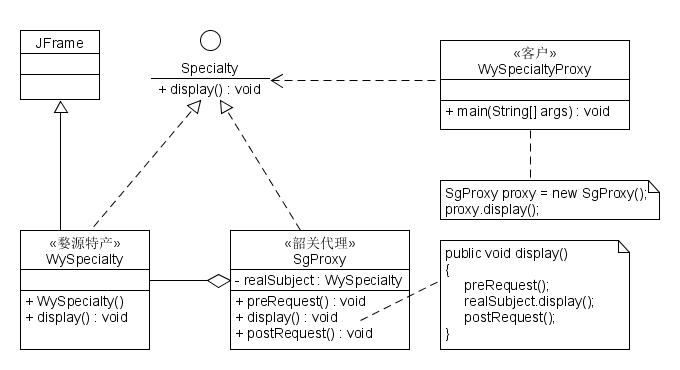 JFrame
Specialty
+ display() : void
«客户»
WySpecialtyProxy
+ main(String[] args) : void
SgProxy proxy = new SgProxy();
proxy.display();
«婺源特产»
WySpecialty
+ WySpecialty()
+ display() : void
«韶关代理»
SgProxy
- realSubject : WySpecialty
+ preRequest() : void
+ display() : void
+ postRequest() : void
public void display()
{
preRequest();
realSubject.display();
postRequest();
}